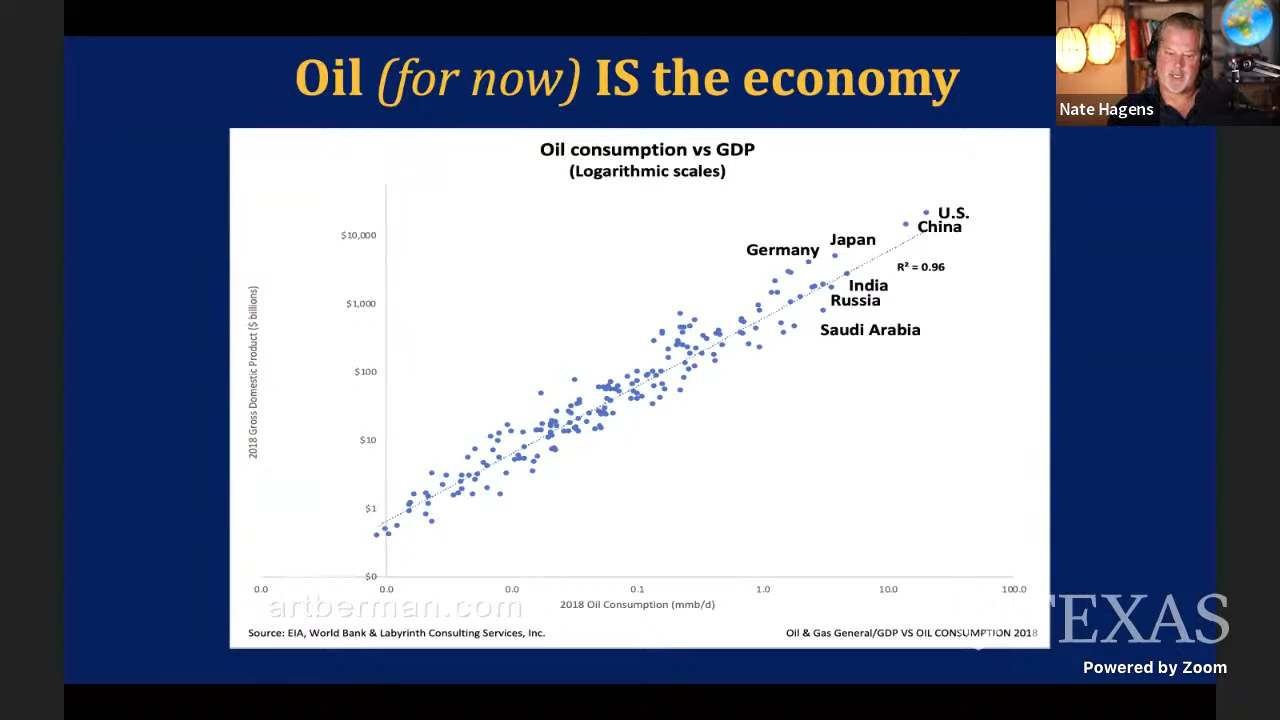 Oil (for now) IS the economy
Nate Hagens
Oil consumption vs GDP
(Logarithmic scales)
U.S.
China
Japan
Germany
R² = 0.96
India
Russia
Saudi Arabia
2018 Gross Domestic Product ($ billions)
$10,000
$1,000
$100
$10
$1
$0
0.0
0.0
0.0
0.1
1.0
10.0
100.0
2018 Oil Consumption (mmb/d)
artberman.com
Source: EIA, World Bank & Labyrinth Consulting Services, Inc.
Oil & Gas General/GDP VS OIL CONSUMPTION 2018
TEXAS
Powered by Zoom